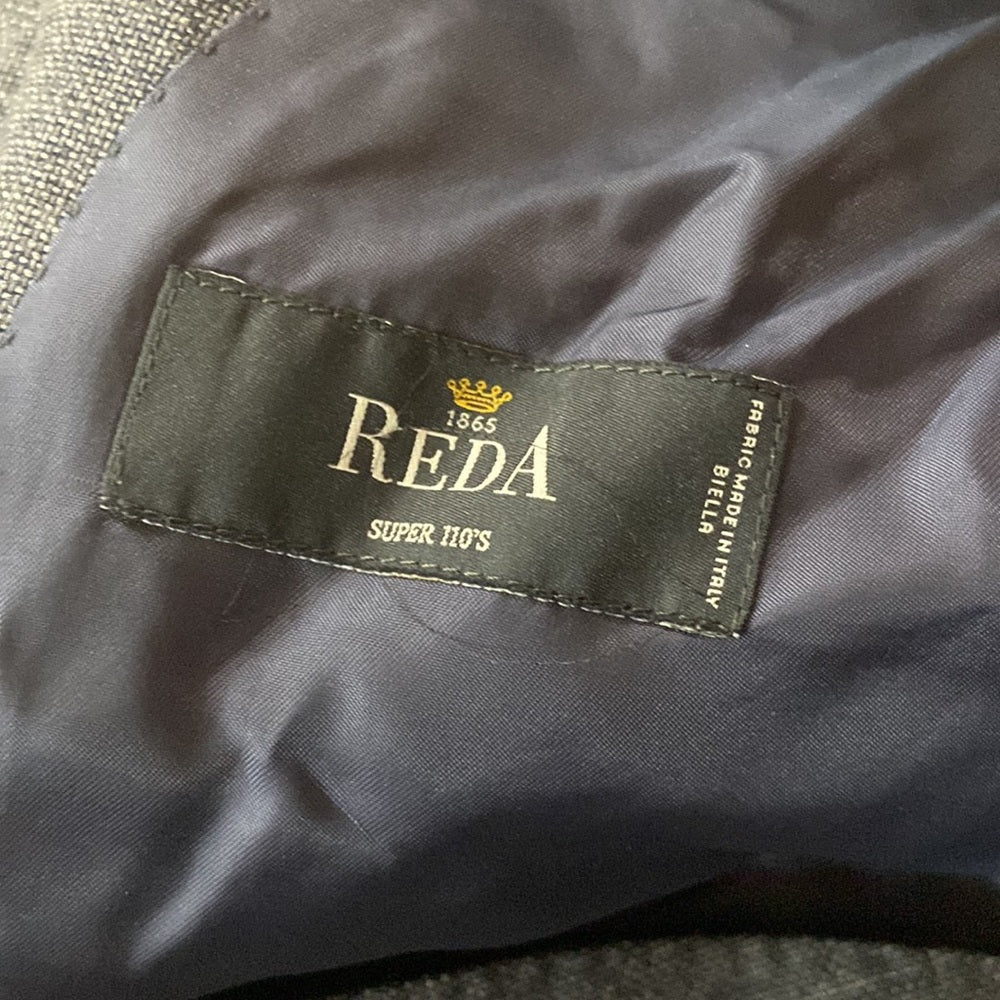 1865
REDA
SUPER 110'S
FABRIC MADE IN ITALY
BIELLA